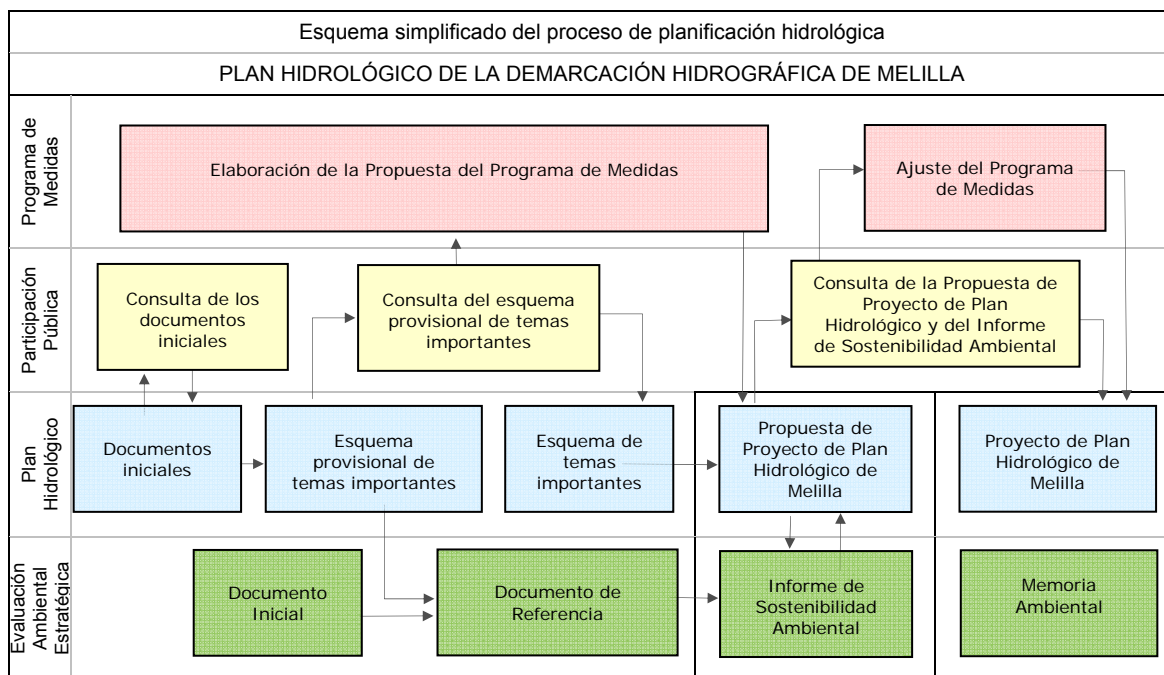 Esquema simplificado del proceso de planificación hidrológica
PLAN HIDROLÓGICO DE LA DEMARCACIÓN HIDROGRÁFICA DE MELILLA
Programa de
Medidas
Elaboración de la Propuesta del Programa de Medidas
Ajuste del Programa
de Medidas
Participación
Pública
Consulta de los
documentos
iniciales
Consulta del esquema
provisional de temas
importantes
Consulta de la Propuesta de
Proyecto de Plan
Hidrológico y del Informe
de Sostenibilidad Ambiental
Plan
Hidrológico
Documentos
iniciales
Esquema
provisional de
temas importantes
Esquema de
temas
importantes
Propuesta de
Proyecto de Plan
Hidrológico de
Melilla
Proyecto de Plan
Hidrológico de
Melilla
Evaluación
Ambiental
Estratégica
Documento
Inicial
Documento de
Referencia
Informe de
Sostenibilidad
Ambiental
Memoria
Ambiental